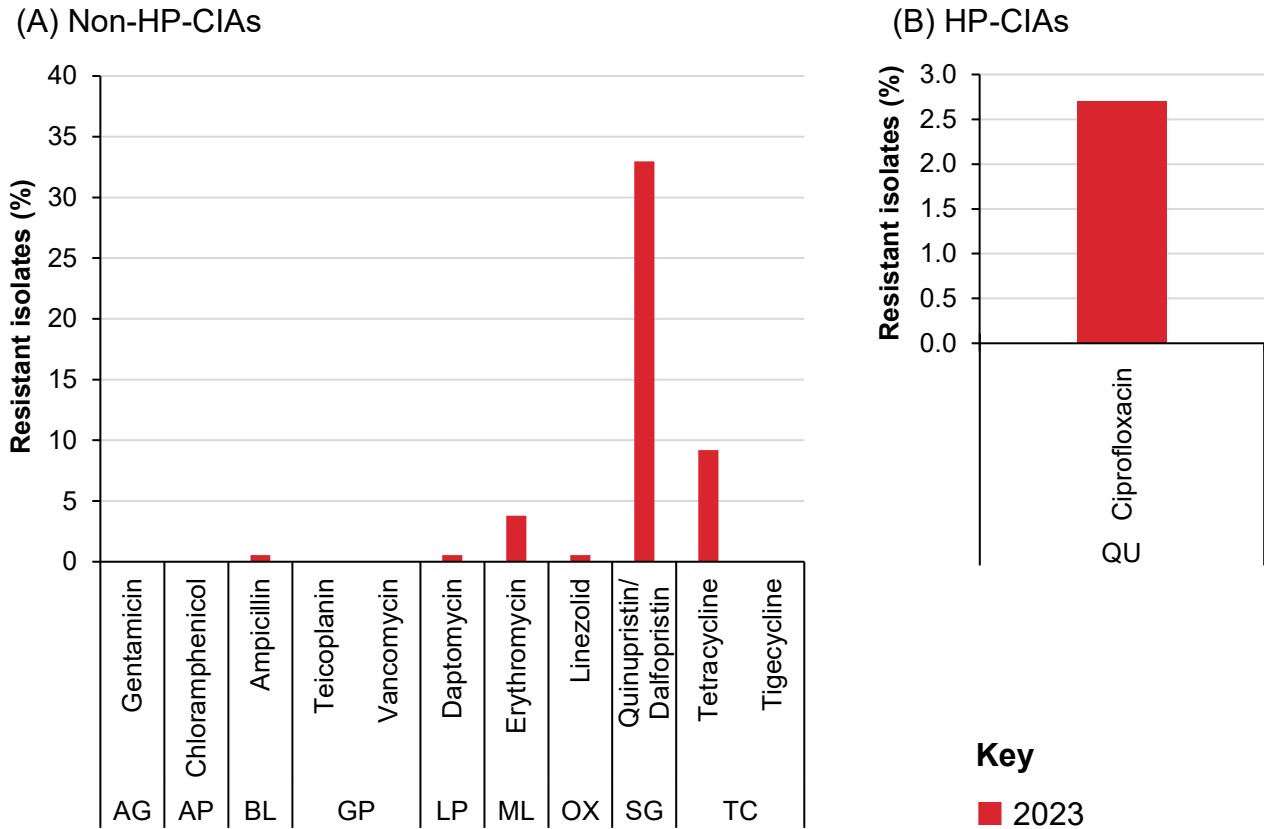 (A) Non-HP-CIAs
Resistant isolates (%)
40
35
30
25
20
15
10
5
0
Gentamicin
Chloramphenicol
Ampicillin
Teicoplanin
Vancomycin
Daptomycin
Erythromycin
Linezolid
Quinupristin/
Dalfopristin
Tetracycline
Tigecycline
AG AP BL GP LP ML OX SG TC
(B) HP-CIAs
Resistant isolates (%)
3.0
2.5
2.0
1.5
1.0
0.5
0.0
Ciprofloxacin
QU
Key
2023